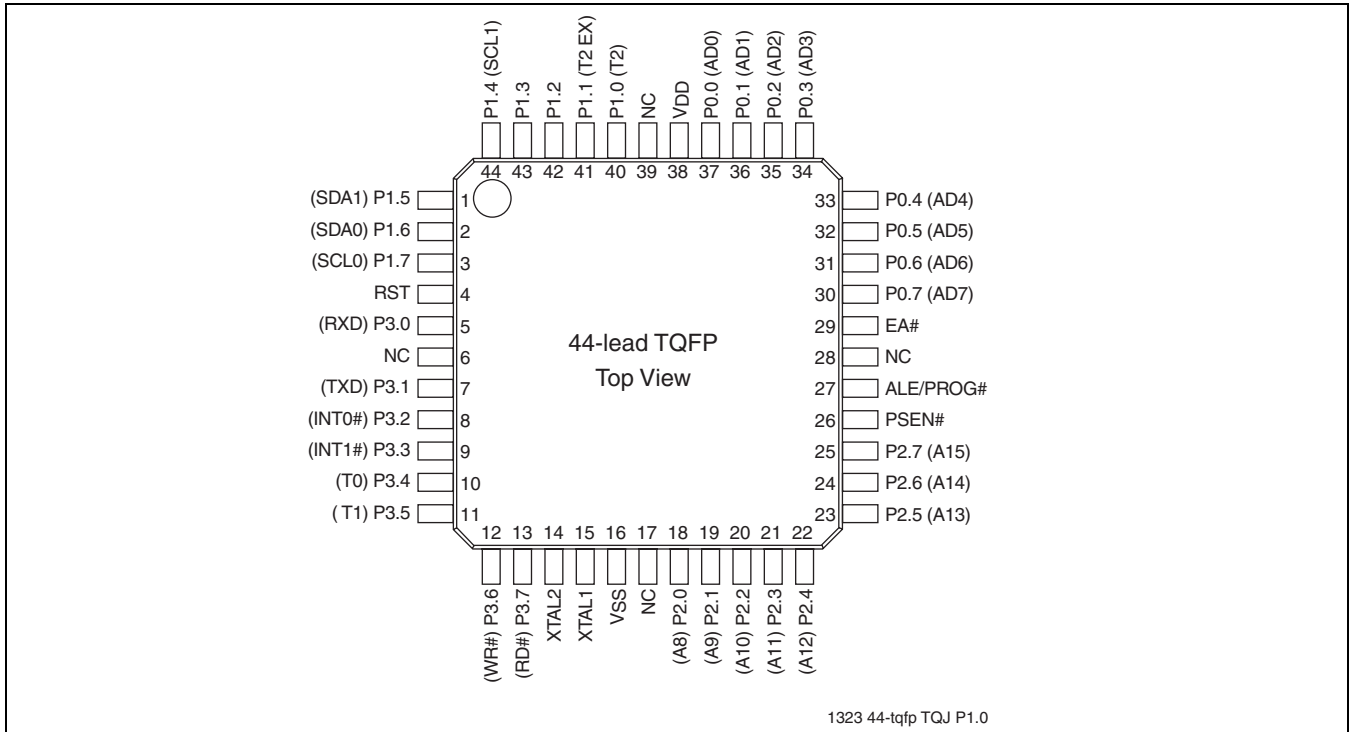 P1.4 (SCL1)
P1.3
P1.2
P1.1 (T2 EX)
P1.0 (T2)
NC
VDD
P0.0 (AD0)
P0.1 (AD1)
P0.2 (AD2)
P0.3 (AD3)
44 43 42 41 40 39 38 37 36 35 34
(SDA1) P1.5 1 33 P0.4 (AD4)
(SDA0) P1.6 2 32 P0.5 (AD5)
(SCL0) P1.7 3 31 P0.6 (AD6)
RST 4 30 P0.7 (AD7)
(RXD) P3.0 5 29 EA#
NC 6 28 NC
(TXD) P3.1 7 27 ALE/PROG#
(INT0#) P3.2 8 26 PSEN#
(INT1#) P3.3 9 25 P2.7 (A15)
(T0) P3.4 10 24 P2.6 (A14)
( T1) P3.5 11 23 P2.5 (A13)
44-lead TQFP
Top View
12 13 14 15 16 17 18 19 20 21 22
(WR#) P3.6
(RD#) P3.7
XTAL2
XTAL1
VSS
NC
(A8) P2.0
(A9) P2.1
(A10) P2.2
(A11) P2.3
(A12) P2.4
1323 44-tqfp TQJ P1.0